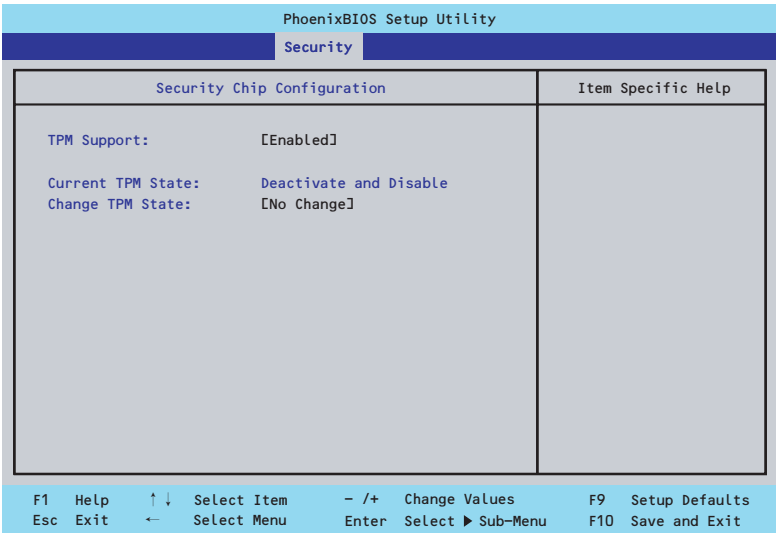 PhoenixBIOS Setup Utility
Security
Security Chip Configuration
Item Specific Help
TPM Support: [Enabled]
Current TPM State: Deactivate and Disable
Change TPM State: [No Change]
F1 Help ↑↓ Select Item - /+ Change Values F9 Setup Defaults
Esc Exit ← Select Menu Enter Select ▶ Sub-Menu F10 Save and Exit